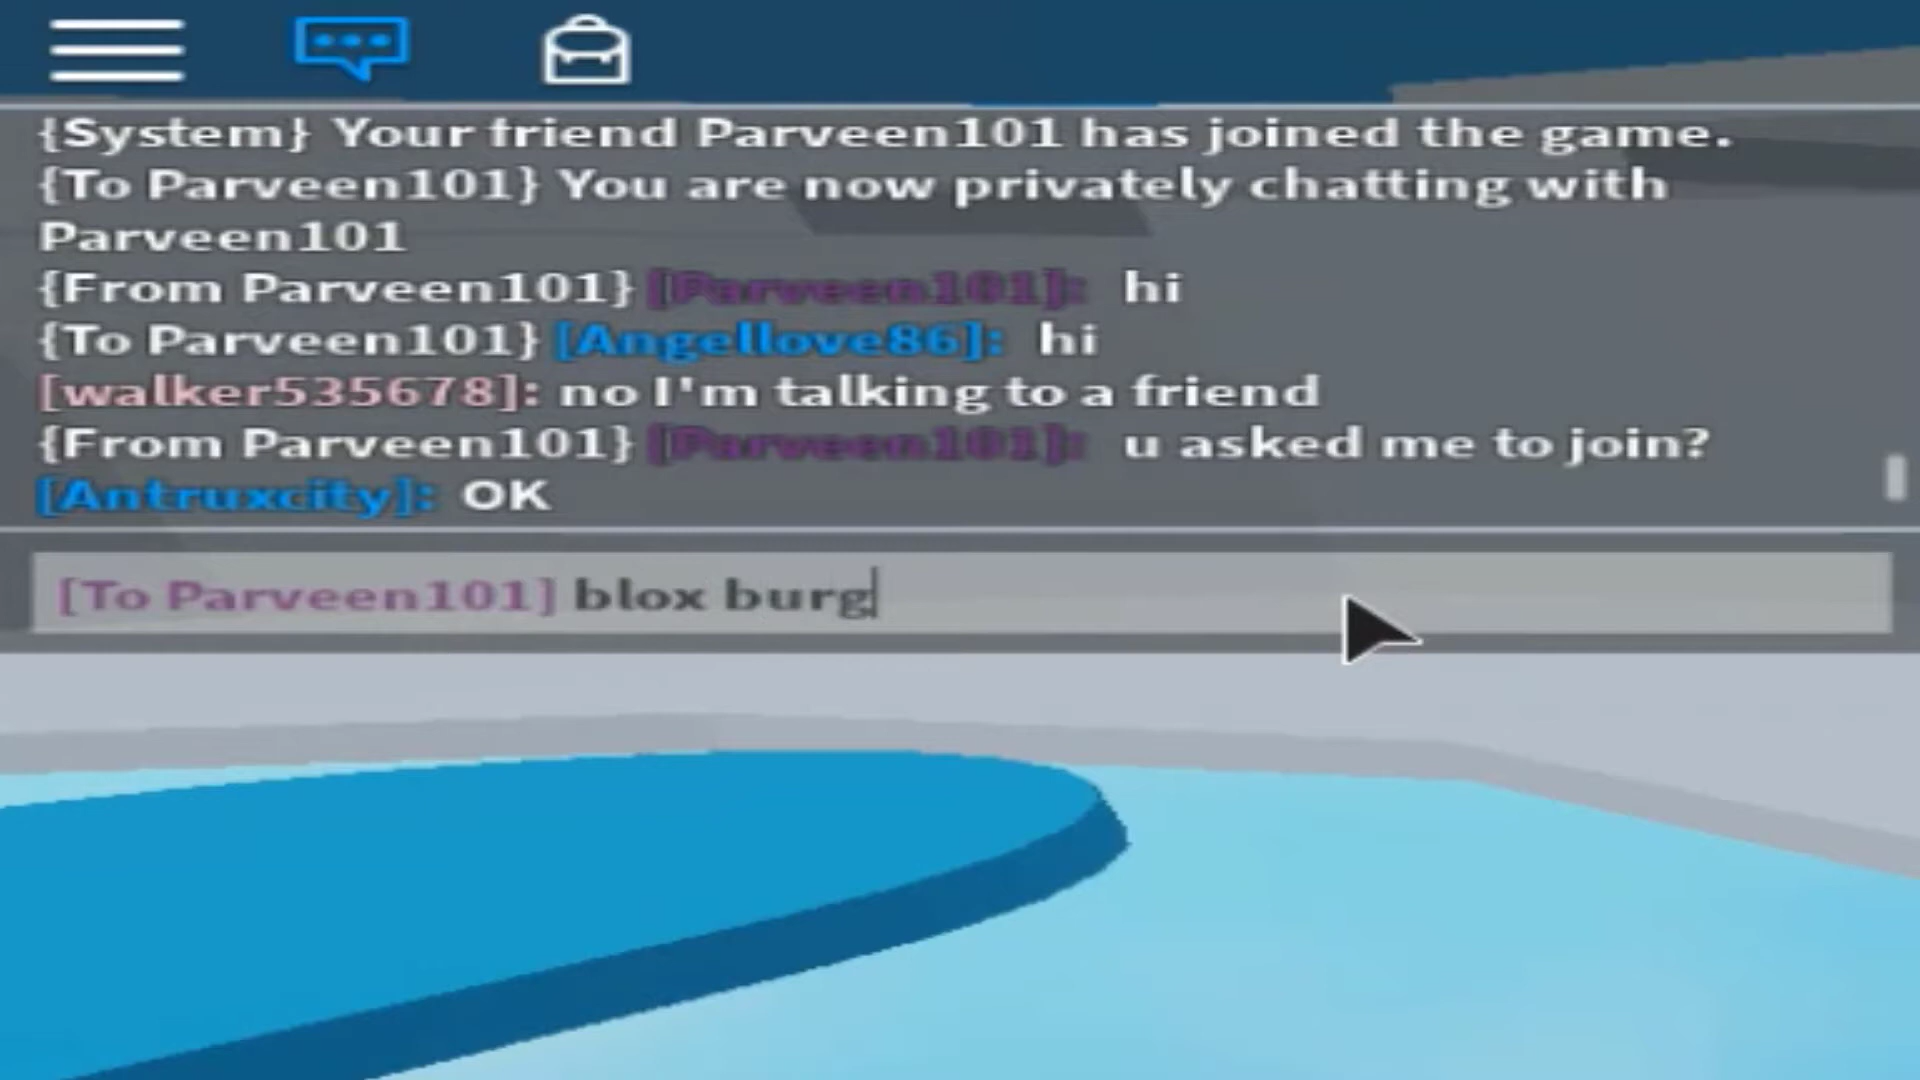 {System} Your friend Parveen101 has joined the game.
{To Parveen101} You are now privately chatting with
Parveen101
{From Parveen101} [Parveen101]: hi
{To Parveen101} [Angellove86]: hi
[walker535678]: no I'm talking to a friend
{From Parveen101} [Parveen101]: u asked me to join?
[Antruxcity]: OK
[To Parveen101] blox burg